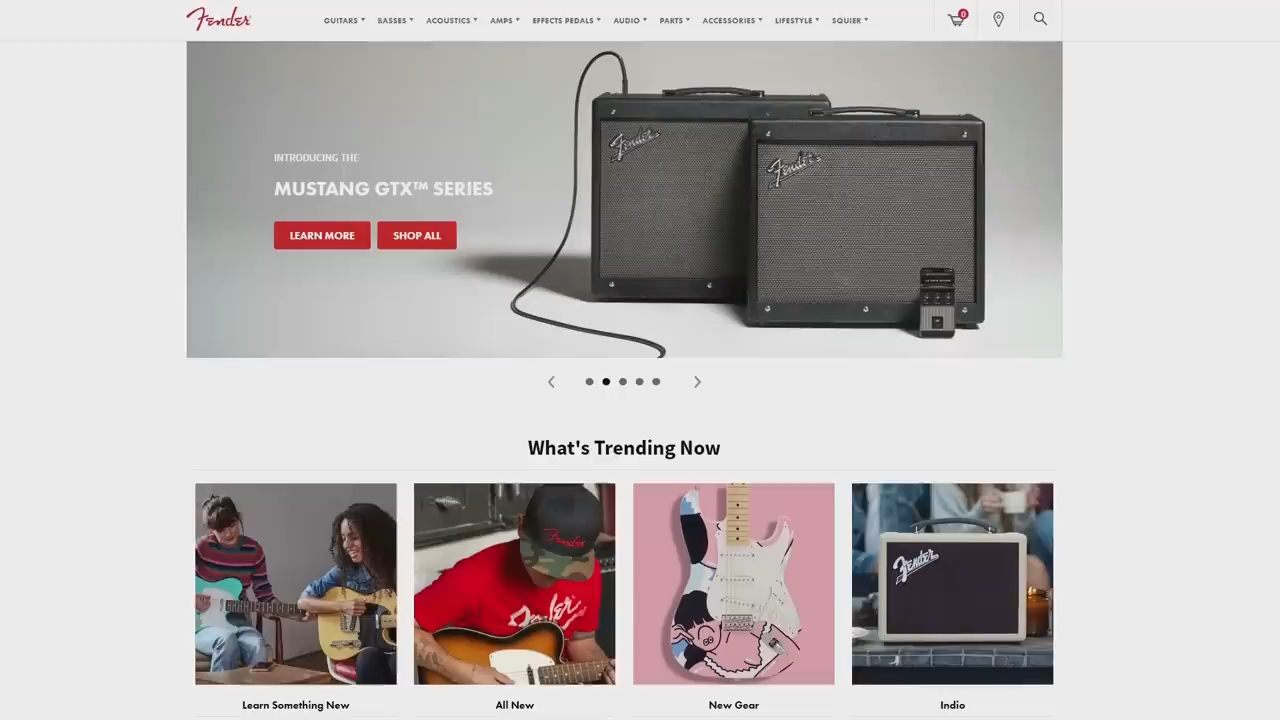 Fender
GUITARS BASSES ACOUSTICS AMPS EFFECTS PEDALS AUDIO PARTS ACCESSORIES LIFESTYLE SQUIER
0
Fender
Fender
INTRODUCING THE
MUSTANG GTX™ SERIES
LEARN MORE SHOP ALL
What's Trending Now
Fender
Fender
Fender
Learn Something New
All New
New Gear
Indio